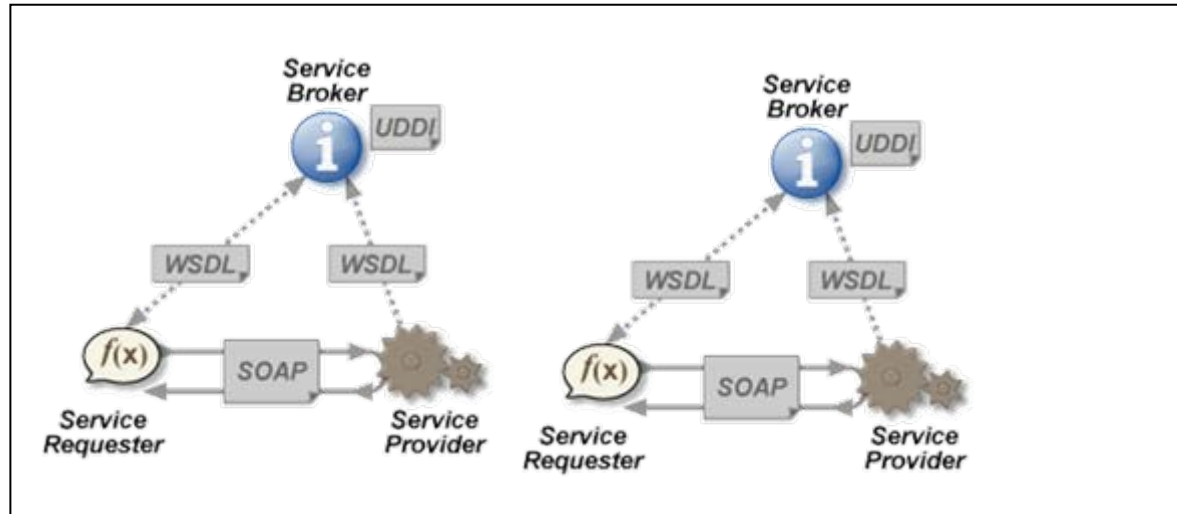 Service
Broker
UDDI
i
WSDL
WSDL
f(x)
SOAP
Service
Requester
Service
Provider
Service
Broker
UDDI
i
WSDL
WSDL
f(x)
SOAP
Service
Requester
Service
Provider